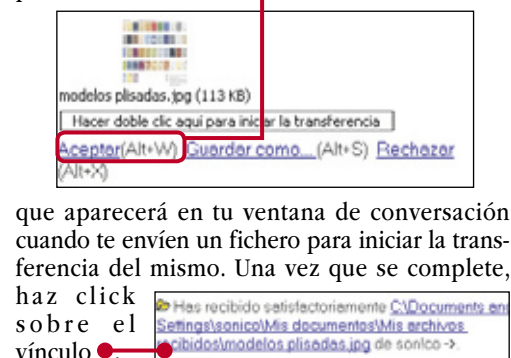 modelos plisadas.jpg (113 KB)
Hacer doble clic aquí para iniciar la transferencia
Aceptar(Alt+W) Guardar como...(Alt+S) Rechazar
(Alt+X)
que aparecerá en tu ventana de conversación
cuando te envíen un fichero para iniciar la trans-
ferencia del mismo. Una vez que se complete,
haz click
sobre el
vínculo
Has recibido satisfactoriamente C:\Documents and
Settings\sonico\Mis documentos\Mis archivos
recibidos\modelos plisadas.jpg de son!co ->.